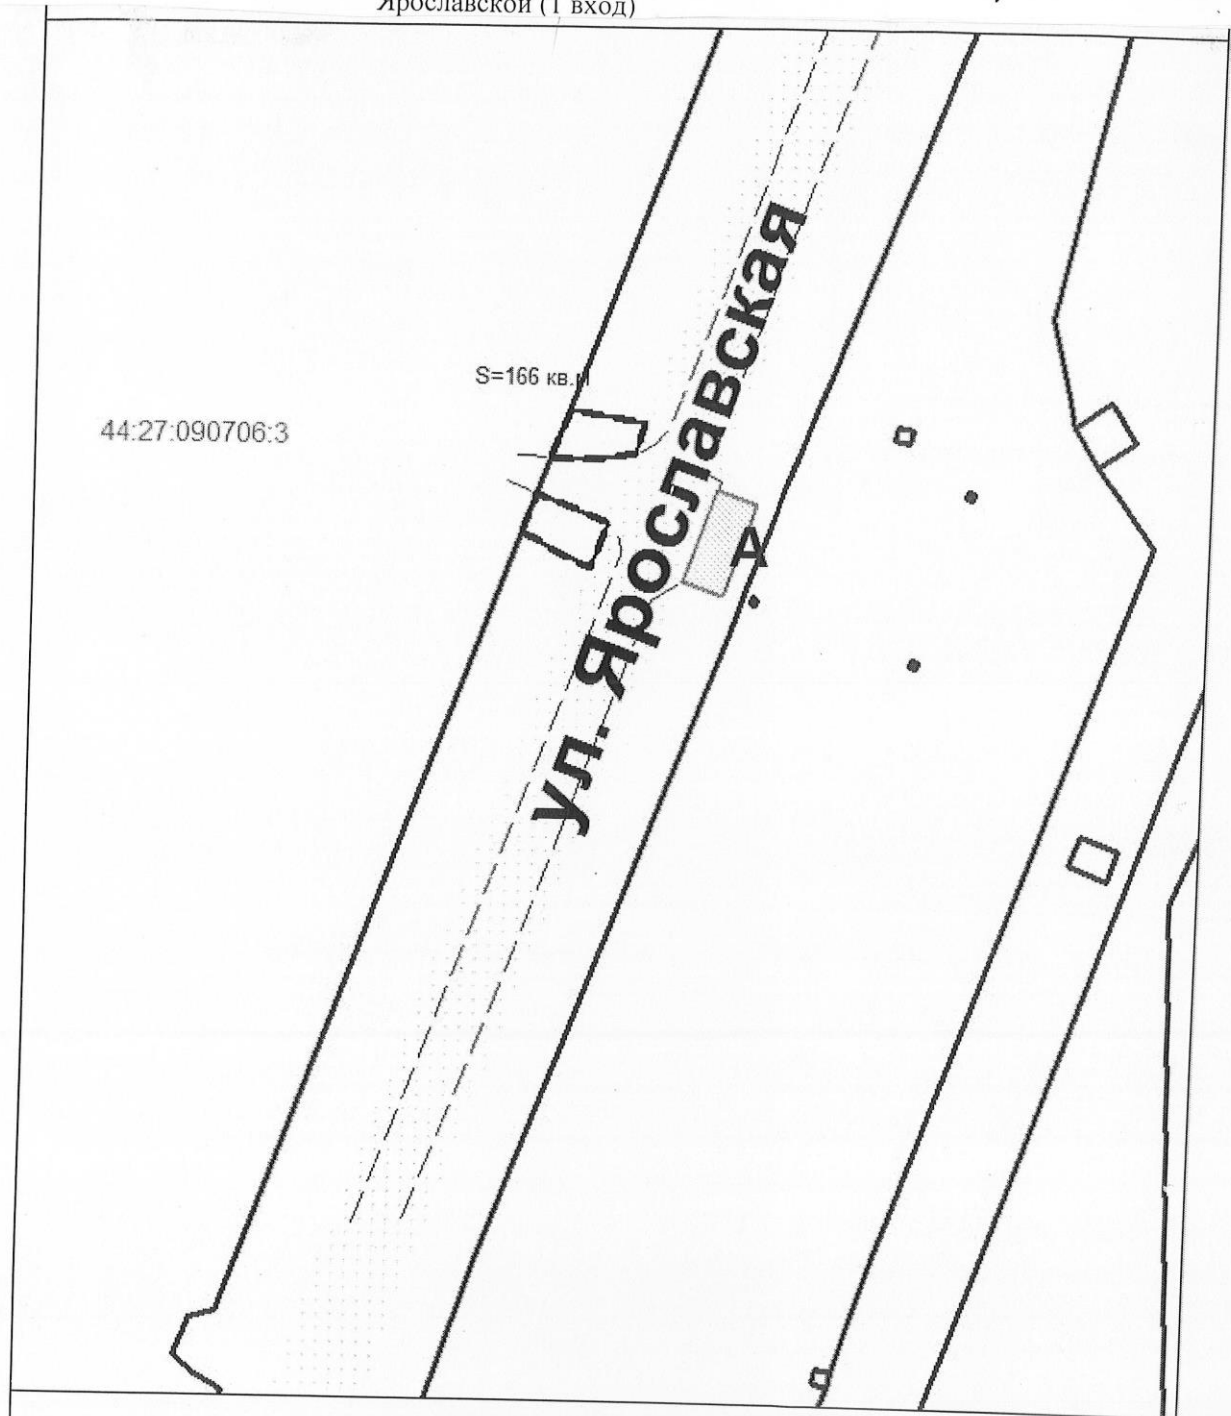 Ярославской (1 вход)
S=166 кв.м
44:27:090706:3
ул. Ярославская
А